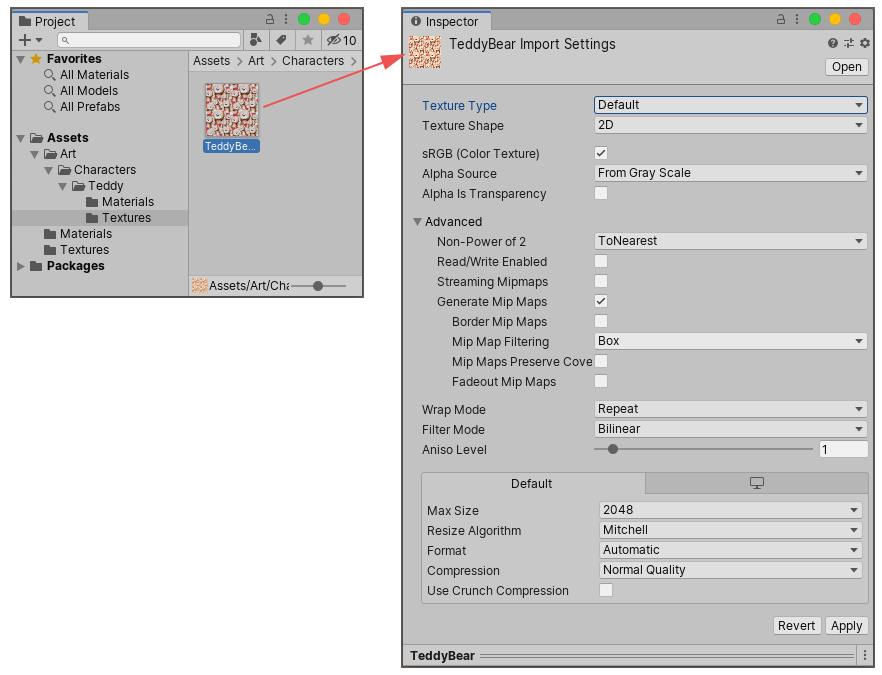 Project
10
Favorites
All Materials
All Models
All Prefabs
Assets
Art
Characters
Teddy
Materials
Textures
Materials
Textures
Packages
Assets > Art > Characters >
TeddyBe...
Assets/Art/Cha
Inspector
TeddyBear Import Settings
Open
Texture Type Default
Texture Shape 2D
sRGB (Color Texture)
Alpha Source From Gray Scale
Alpha Is Transparency
Advanced
Non-Power of 2 ToNearest
Read/Write Enabled
Streaming Mipmaps
Generate Mip Maps
Border Mip Maps
Mip Map Filtering Box
Mip Maps Preserve Cove
Fadeout Mip Maps
Wrap Mode Repeat
Filter Mode Bilinear
Aniso Level 1
Default
Max Size 2048
Resize Algorithm Mitchell
Format Automatic
Compression Normal Quality
Use Crunch Compression
Revert Apply
TeddyBear